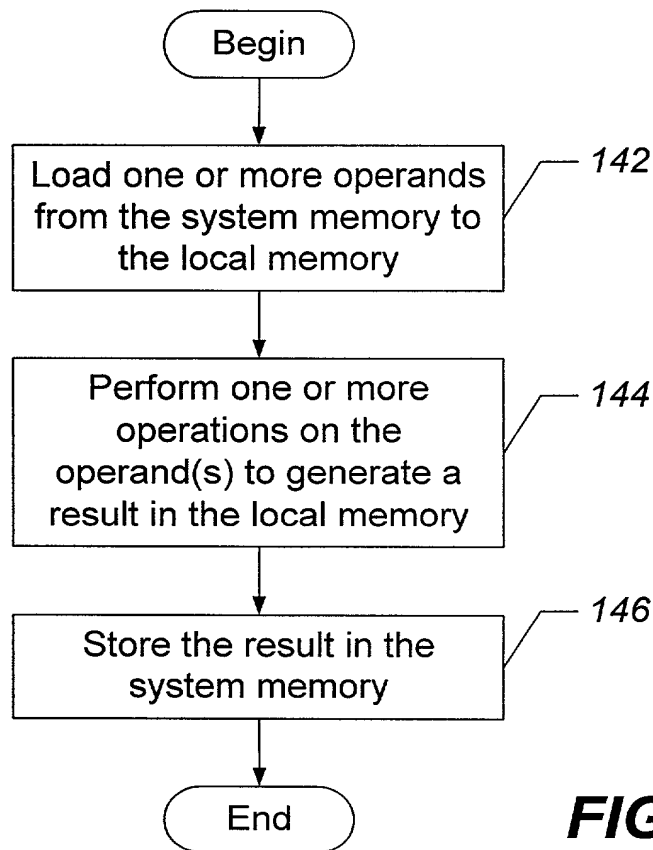 Begin
Load one or more operands
from the system memory to
the local memory
142
Perform one or more
operations on the
operand(s) to generate a
result in the local memory
144
Store the result in the
system memory
146
End
FIG